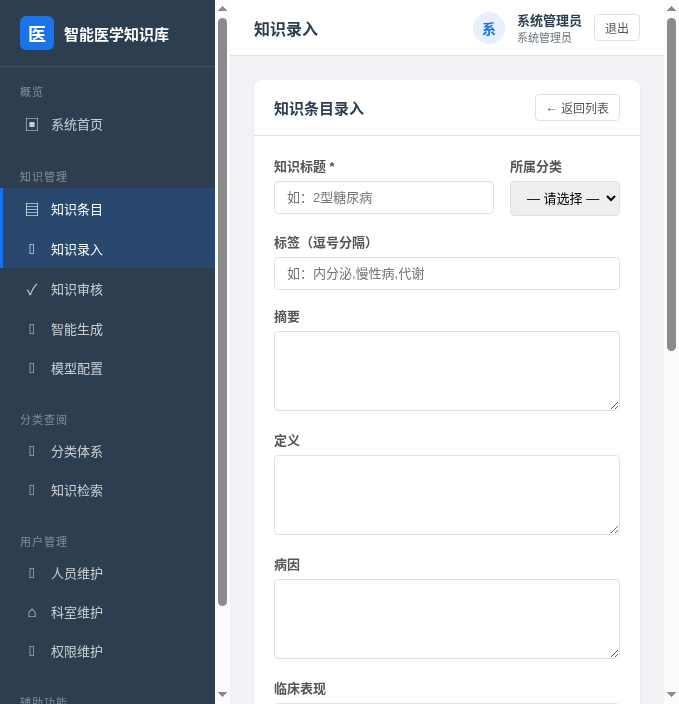 医 智能医学知识库
概览
系统首页
知识管理
知识条目
知识录入
知识审核
智能生成
模型配置
分类查阅
分类体系
知识检索
用户管理
人员维护
科室维护
权限维护
辅助功能
知识录入
系 系统管理员
系统管理员
退出
知识条目录入
← 返回列表
知识标题 *
所属分类
如：2型糖尿病
— 请选择 —
标签（逗号分隔）
如：内分泌,慢性病,代谢
摘要
定义
病因
临床表现